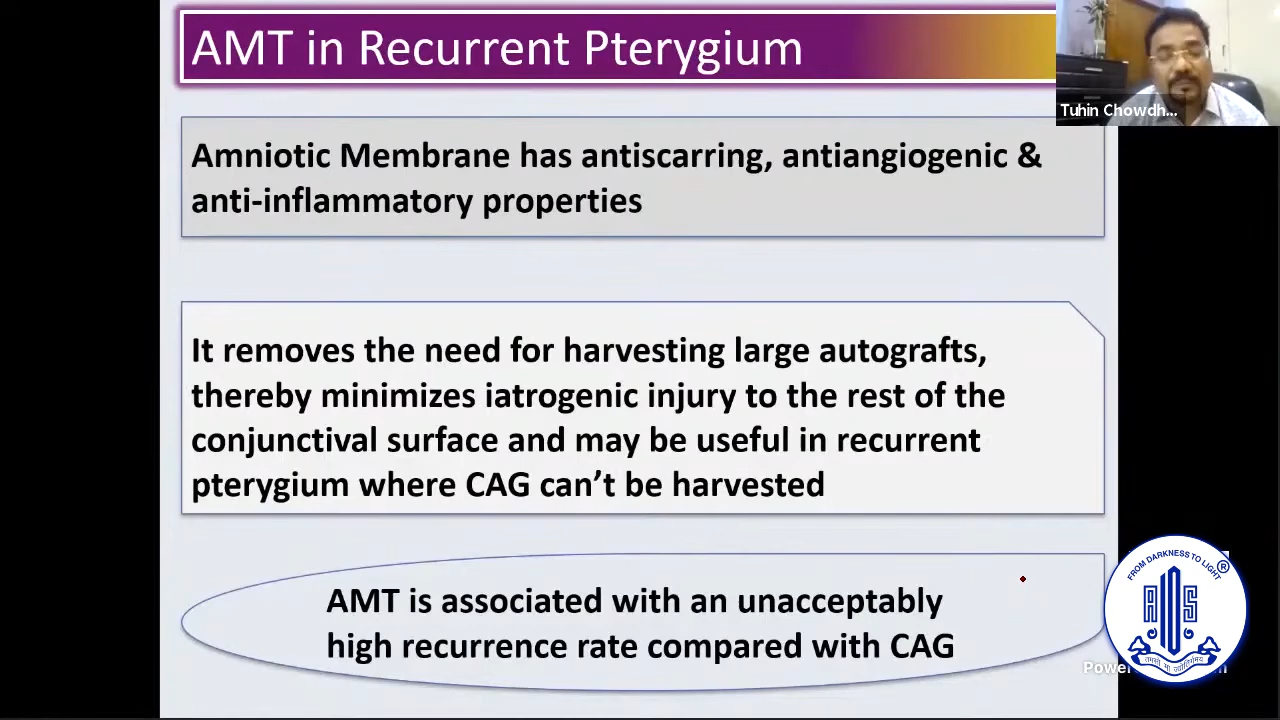 AMT in Recurrent Pterygium
Tuhin Chowdh...
Amniotic Membrane has antiscarring, antiangiogenic &
anti-inflammatory properties
It removes the need for harvesting large autografts,
thereby minimizes iatrogenic injury to the rest of the
conjunctival surface and may be useful in recurrent
pterygium where CAG can't be harvested
AMT is associated with an unacceptably
high recurrence rate compared with CAG
FROM DARKNESS TO LIGHT
®
AIOS